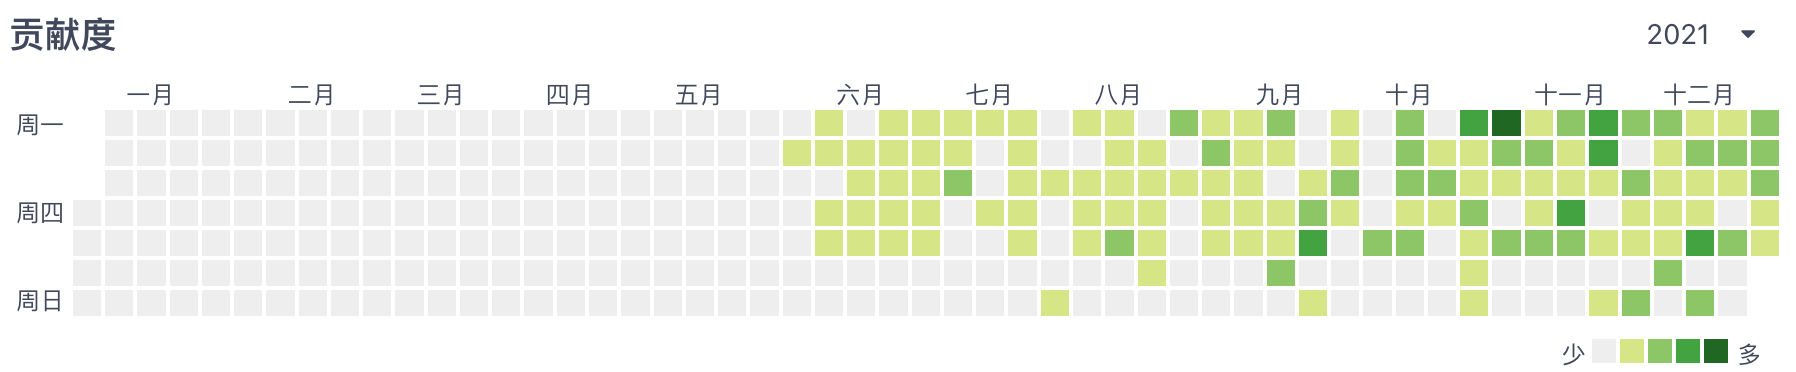 贡献度
2021
一月 二月 三月 四月 五月 六月 七月 八月 九月 十月 十一月 十二月
周一
周四
周日
少 多